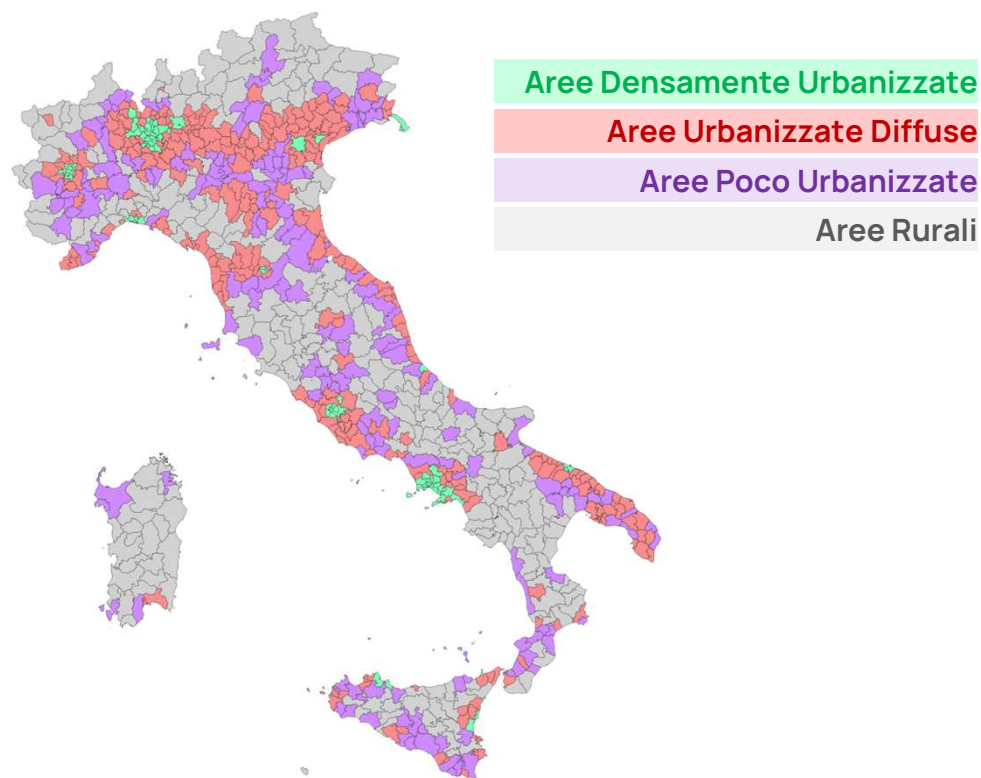 Aree Densamente Urbanizzate
Aree Urbanizzate Diffuse
Aree Poco Urbanizzate
Aree Rurali